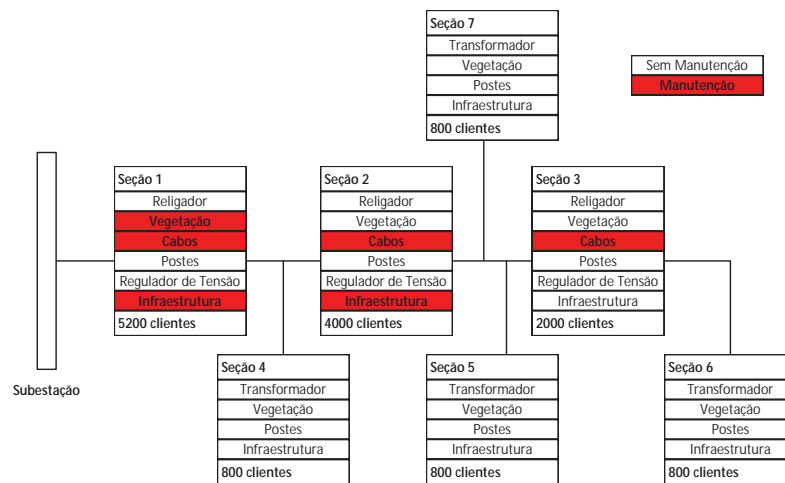 Seção 7
Transformador
Vegetação
Postes
Infraestrutura
800 clientes
Sem Manutenção
Manutenção
Seção 1
Religador
Vegetação
Cabos
Postes
Regulador de Tensão
Infraestrutura
5200 clientes
Seção 2
Religador
Vegetação
Cabos
Postes
Regulador de Tensão
Infraestrutura
4000 clientes
Seção 3
Religador
Vegetação
Cabos
Postes
Regulador de Tensão
Infraestrutura
2000 clientes
Subestação
Seção 4
Transformador
Vegetação
Postes
Infraestrutura
800 clientes
Seção 5
Transformador
Vegetação
Postes
Infraestrutura
800 clientes
Seção 6
Transformador
Vegetação
Postes
Infraestrutura
800 clientes